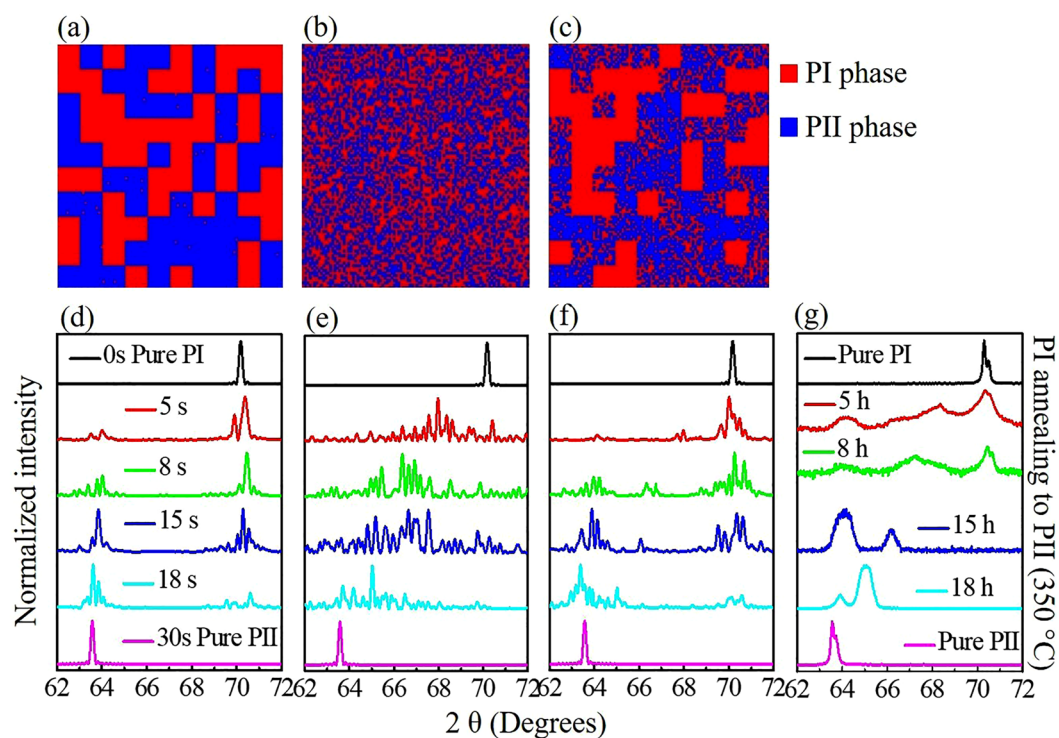 (a)
(b)
(c)
PI phase
PII phase
(d)
(e)
(f)
(g)
0s Pure PI
5 s
8 s
15 s
18 s
30s Pure PII
Pure PI
5 h
8 h
15 h
18 h
Pure PII
Normalized intensity
PI annealing to PII (350 °C)
62 64 66 68 70 72
62 64 66 68 70 72
62 64 66 68 70 72
62 64 66 68 70 72
2 θ (Degrees)